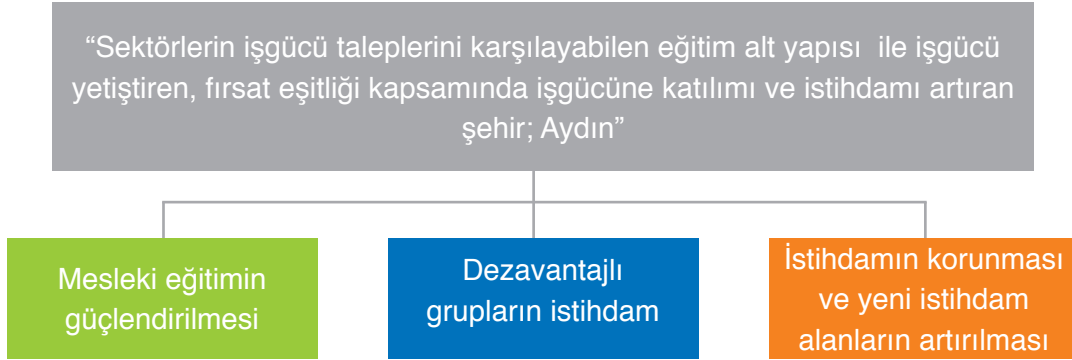 “Sektörlerin işgücü taleplerini karşılayabilen eğitim alt yapısı ile işgücü
yetiştiren, fırsat eşitliği kapsamında işgücüne katılımı ve istihdamı artıran
şehir; Aydın”
Mesleki eğitimin
güçlendirilmesi
Dezavantajlı
grupların istihdam
İstihdamın korunması
ve yeni istihdam
alanların artırılması